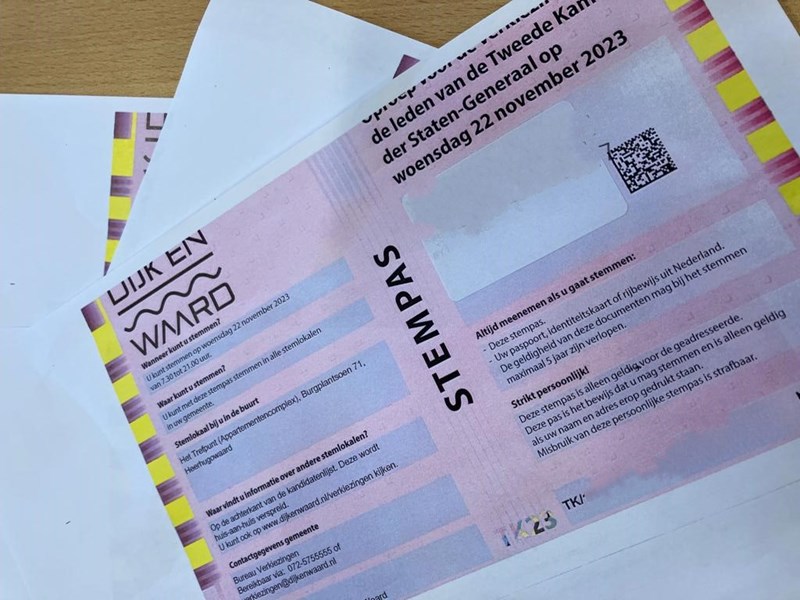 DIJK EN
WAARD
Wanneer kunt u stemmen?
U kunt stemmen op woensdag 22 november 2023
van 7.30 tot 21.00 uur.
Waar kunt u stemmen?
U kunt met deze stempas stemmen in alle stemlokalen
in uw gemeente.
Stemlokaal bij u in de buurt
Het Trefpunt (Appartementencomplex), Burgplantsoen 71,
Heerhugowaard
Waar vindt u informatie over andere stemlokalen?
Op de achterkant van de kandidatenlijst. Deze wordt
huis-aan-huis verspreid.
U kunt ook op www.dijkenwaard.nl/verkiezingen kijken.
Contactgegevens gemeente
Bureau Verkiezingen
Bereikbaar via: 072-5755555 of
verkiezingen@dijkenwaard.nl
STEMPAS
Oproep voor de verkiezin
de leden van de Tweede Kam
der Staten-Generaal op
woensdag 22 november 2023
7
Altijd meenemen als u gaat stemmen:
- Deze stempas.
- Uw paspoort, identiteitskaart of rijbewijs uit Nederland.
De geldigheid van deze documenten mag bij het stemmen
maximaal 5 jaar zijn verlopen.
Strikt persoonlijk!
Deze stempas is alleen geldig voor de geadresseerde.
Deze pas is het bewijs dat u mag stemmen en is alleen geldig
als uw naam en adres erop gedrukt staan.
Misbruik van deze persoonlijke stempas is strafbaar.
TK23
TK/